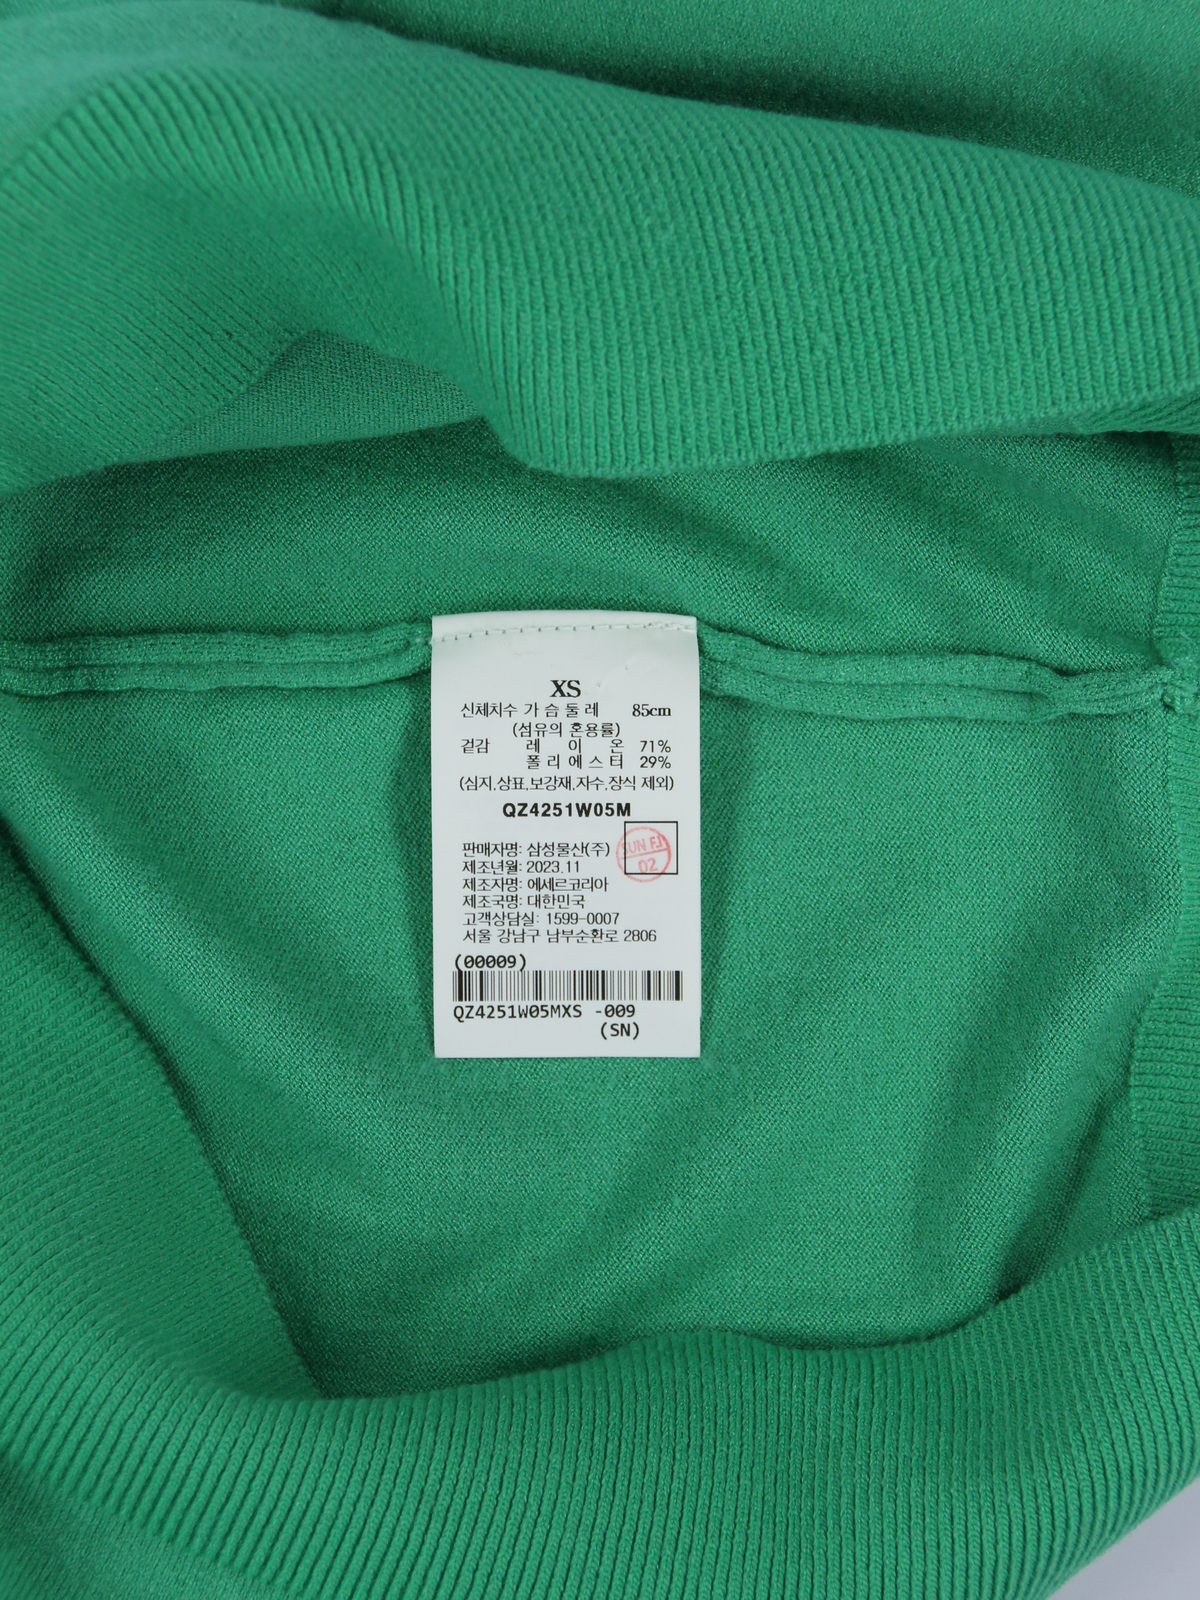 XS
신체치수 가 슴 둘 레 85cm
(섬유의 혼용률)
겉감 레 이 온 71%
폴 리 에 스 터 29%
(심지,상표,보강재,자수,장식 제외)
QZ4251W05M
SUN FJ
02
판매자명: 삼성물산(주)
제조년월: 2023.11
제조자명: 에세르코리아
제조국명: 대한민국
고객상담실: 1599-0007
서울 강남구 남부순환로 2806
(00009)
QZ4251W05MXS -009
(SN)